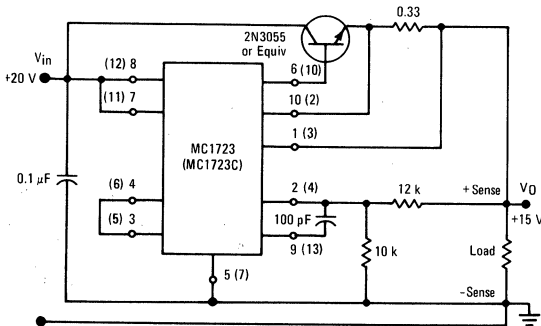 0.33
2N3055
or Equiv
Vin
+20 V
(12) 8
(11) 7
6 (10)
10 (2)
1 (3)
MC1723
(MC1723C)
0.1 µF
(6) 4
(5) 3
2 (4)
100 pF
9 (13)
12 k
10 k
+ Sense
VO
+15 V
Load
5 (7)
- Sense